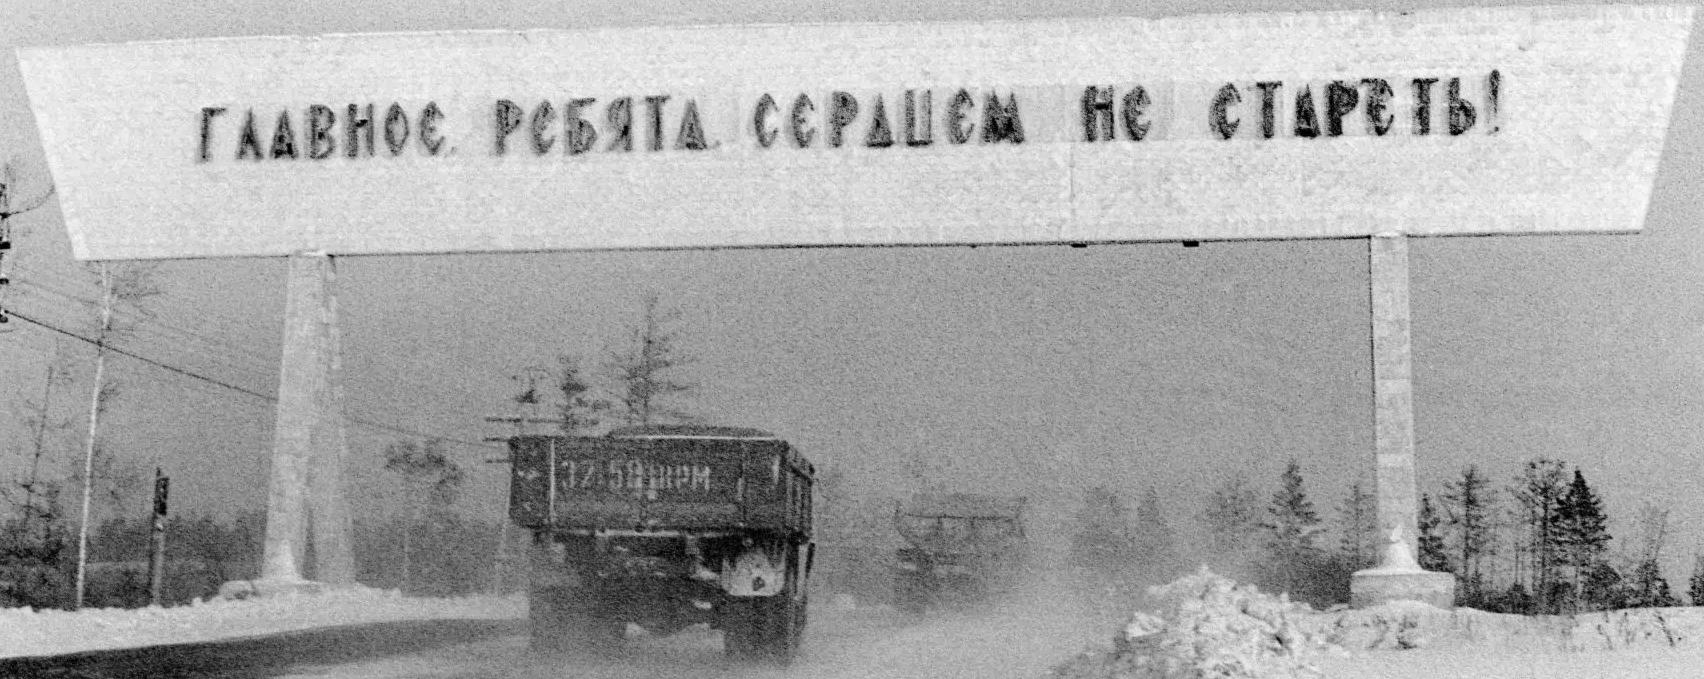 ГЛАВНОЕ, РЕБЯТА, СЕРДЦЕМ НЕ СТАРЕТЬ!